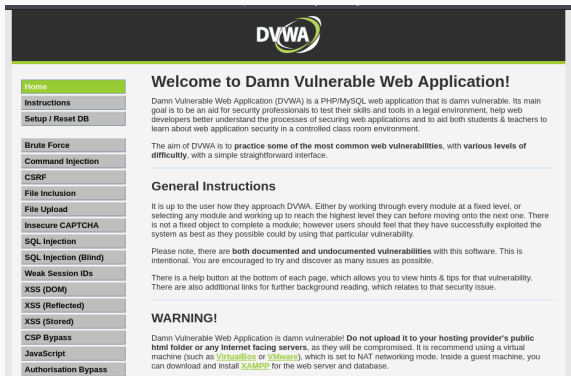 DVWA
Home
Instructions
Setup / Reset DB
Brute Force
Command Injection
CSRF
File Inclusion
File Upload
Insecure CAPTCHA
SQL Injection
SQL Injection (Blind)
Weak Session IDs
XSS (DOM)
XSS (Reflected)
XSS (Stored)
CSP Bypass
JavaScript
Authorisation Bypass
Welcome to Damn Vulnerable Web Application!
Damn Vulnerable Web Application (DVWA) is a PHP/MySQL web application that is damn vulnerable. Its main
goal is to be an aid for security professionals to test their skills and tools in a legal environment, help web
developers better understand the processes of securing web applications and to aid both students & teachers to
learn about web application security in a controlled class room environment.
The aim of DVWA is to practice some of the most common web vulnerabilities, with various levels of
difficultly, with a simple straightforward interface.
General Instructions
It is up to the user how they approach DVWA. Either by working through every module at a fixed level, or
selecting any module and working up to reach the highest level they can before moving onto the next one. There
is not a fixed object to complete a module; however users should feel that they have successfully exploited the
system as best as they possible could by using that particular vulnerability.
Please note, there are both documented and undocumented vulnerabilities with this software. This is
intentional. You are encouraged to try and discover as many issues as possible.
There is a help button at the bottom of each page, which allows you to view hints & tips for that vulnerability.
There are also additional links for further background reading, which relates to that security issue.
WARNING!
Damn Vulnerable Web Application is damn vulnerable! Do not upload it to your hosting provider's public
html folder or any Internet facing servers, as they will be compromised. It is recommend using a virtual
machine (such as VirtualBox or VMware), which is set to NAT networking mode. Inside a guest machine, you
can download and install XAMPP for the web server and database.